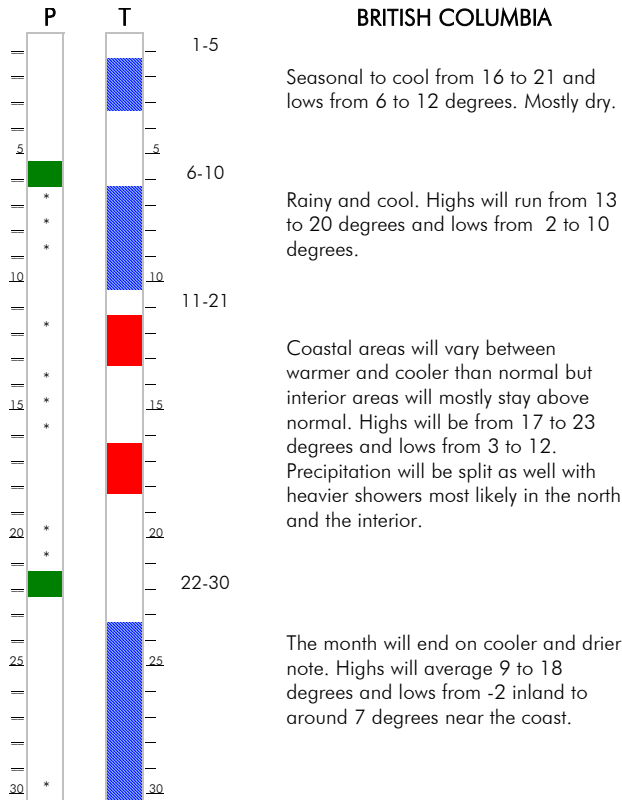 P T BRITISH COLUMBIA
1-5
Seasonal to cool from 16 to 21 and
lows from 6 to 12 degrees. Mostly dry.
5 5
6-10
*
Rainy and cool. Highs will run from 13
*
to 20 degrees and lows from 2 to 10
*
degrees.
10 10
11-21
*
Coastal areas will vary between
warmer and cooler than normal but
*
interior areas will mostly stay above
*
15 15
normal. Highs will be from 17 to 23
*
degrees and lows from 3 to 12.
Precipitation will be split as well with
heavier showers most likely in the north
and the interior.
*
20 20
*
22-30
The month will end on cooler and drier
25 25
note. Highs will average 9 to 18
degrees and lows from -2 inland to
around 7 degrees near the coast.
*
30 30